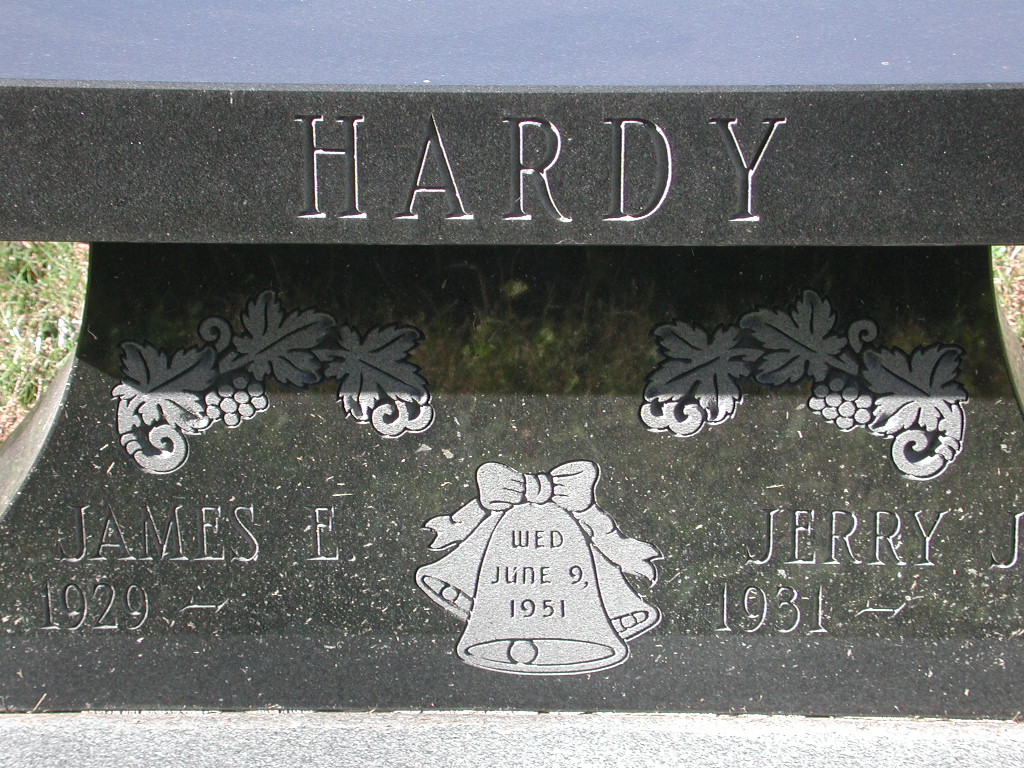 HARDY
JAMES E.
1929 –
WED
JUNE 9,
1951
JERRY J
1931 –